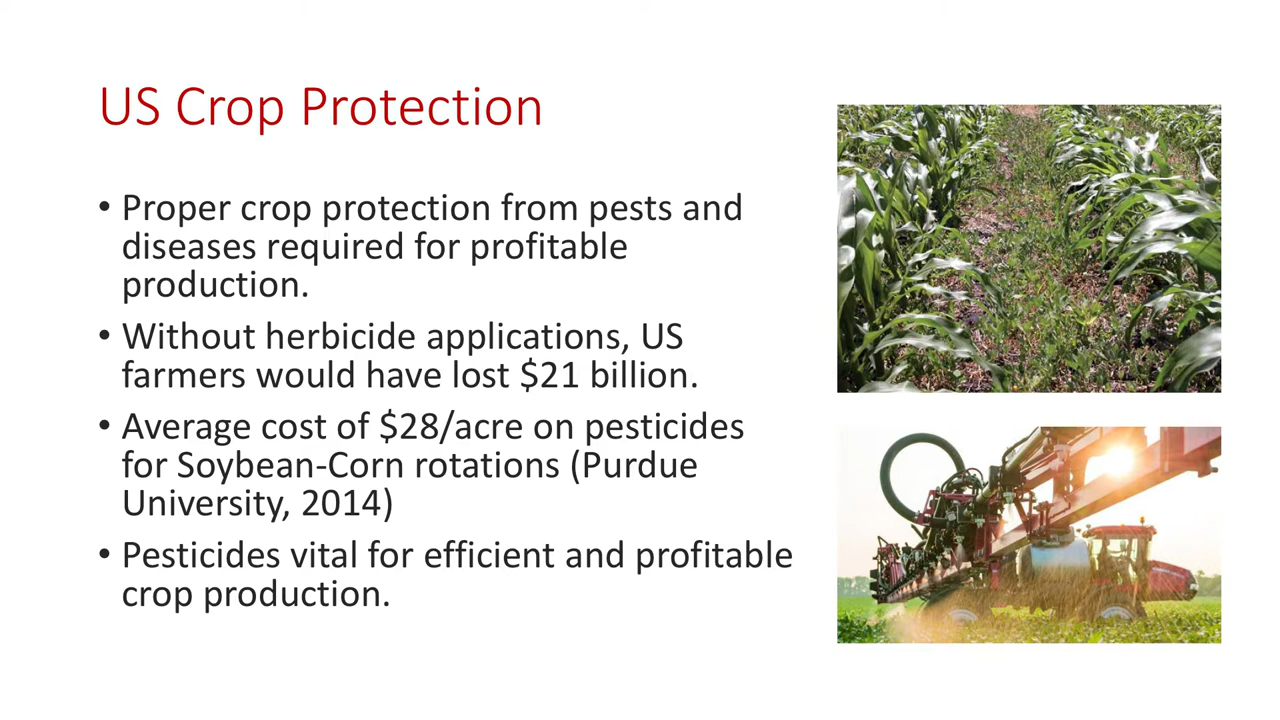 US Crop Protection
• Proper crop protection from pests and
diseases required for profitable
production.
• Without herbicide applications, US
farmers would have lost $21 billion.
• Average cost of $28/acre on pesticides
for Soybean-Corn rotations (Purdue
University, 2014)
• Pesticides vital for efficient and profitable
crop production.